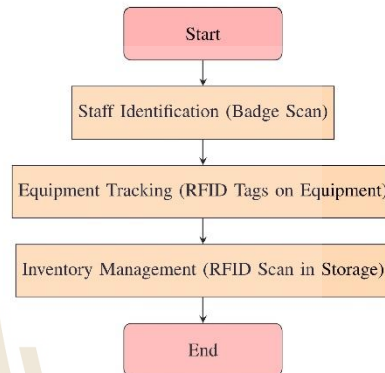 Start
Staff Identification (Badge Scan)
Equipment Tracking (RFID Tags on Equipment)
Inventory Management (RFID Scan in Storage)
End